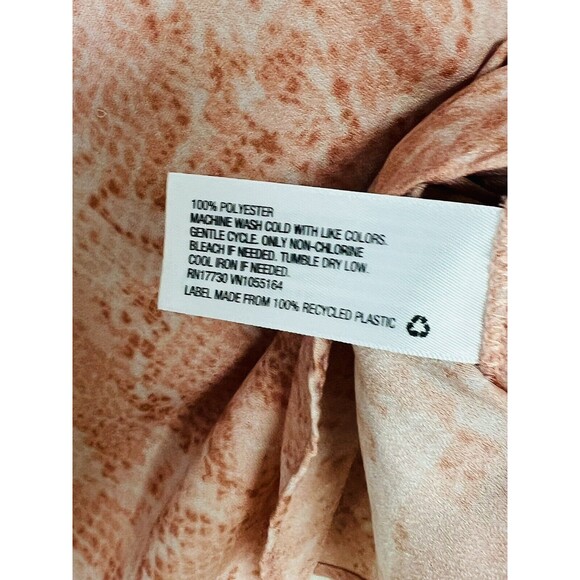 100% POLYESTER
MACHINE WASH COLD WITH LIKE COLORS.
GENTLE CYCLE. ONLY NON-CHLORINE
BLEACH IF NEEDED. TUMBLE DRY LOW.
COOL IRON IF NEEDED.
RN17730 VN1055164
LABEL MADE FROM 100% RECYCLED PLASTIC